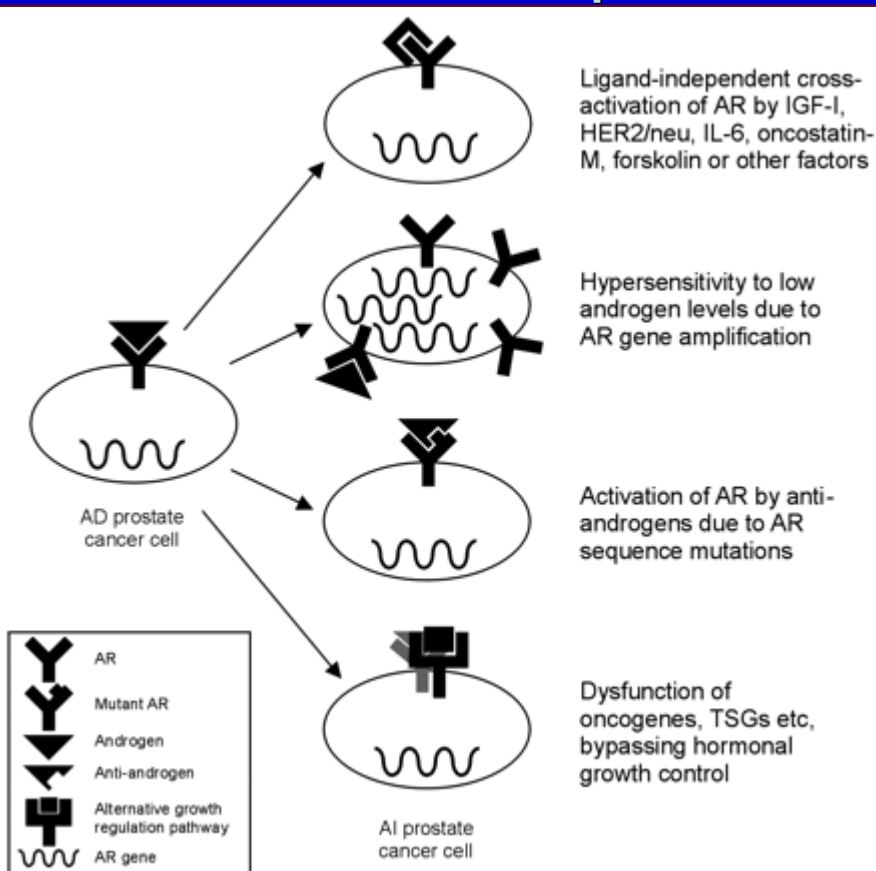 Ligand-independent cross-
activation of AR by IGF-I,
HER2/neu, IL-6, oncostatin-
M, forskolin or other factors
Hypersensitivity to low
androgen levels due to
AR gene amplification
AD prostate
cancer cell
Activation of AR by anti-
androgens due to AR
sequence mutations
Dysfunction of
oncogenes, TSGs etc,
bypassing hormonal
growth control
AI prostate
cancer cell
AR
Mutant AR
Androgen
Anti-androgen
Alternative growth
regulation pathway
AR gene